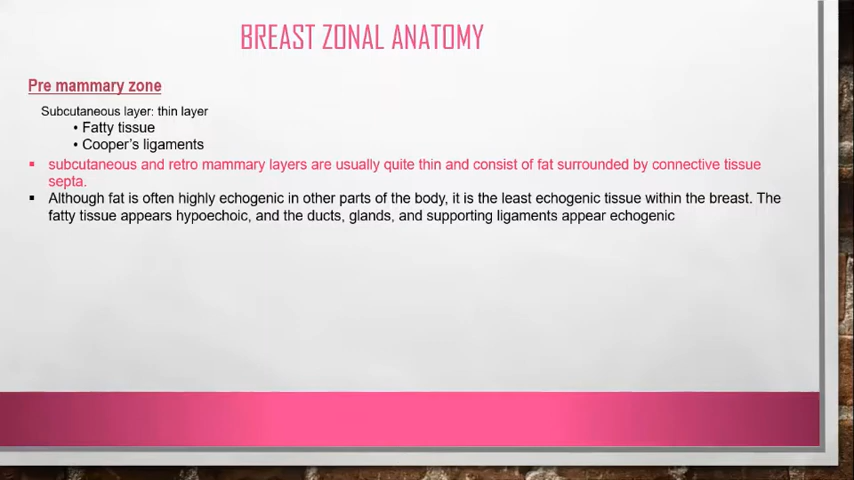 BREAST ZONAL ANATOMY
Pre mammary zone
Subcutaneous layer: thin layer
• Fatty tissue
• Cooper's ligaments
▪ subcutaneous and retro mammary layers are usually quite thin and consist of fat surrounded by connective tissue
septa.
▪ Although fat is often highly echogenic in other parts of the body, it is the least echogenic tissue within the breast. The
fatty tissue appears hypoechoic, and the ducts, glands, and supporting ligaments appear echogenic